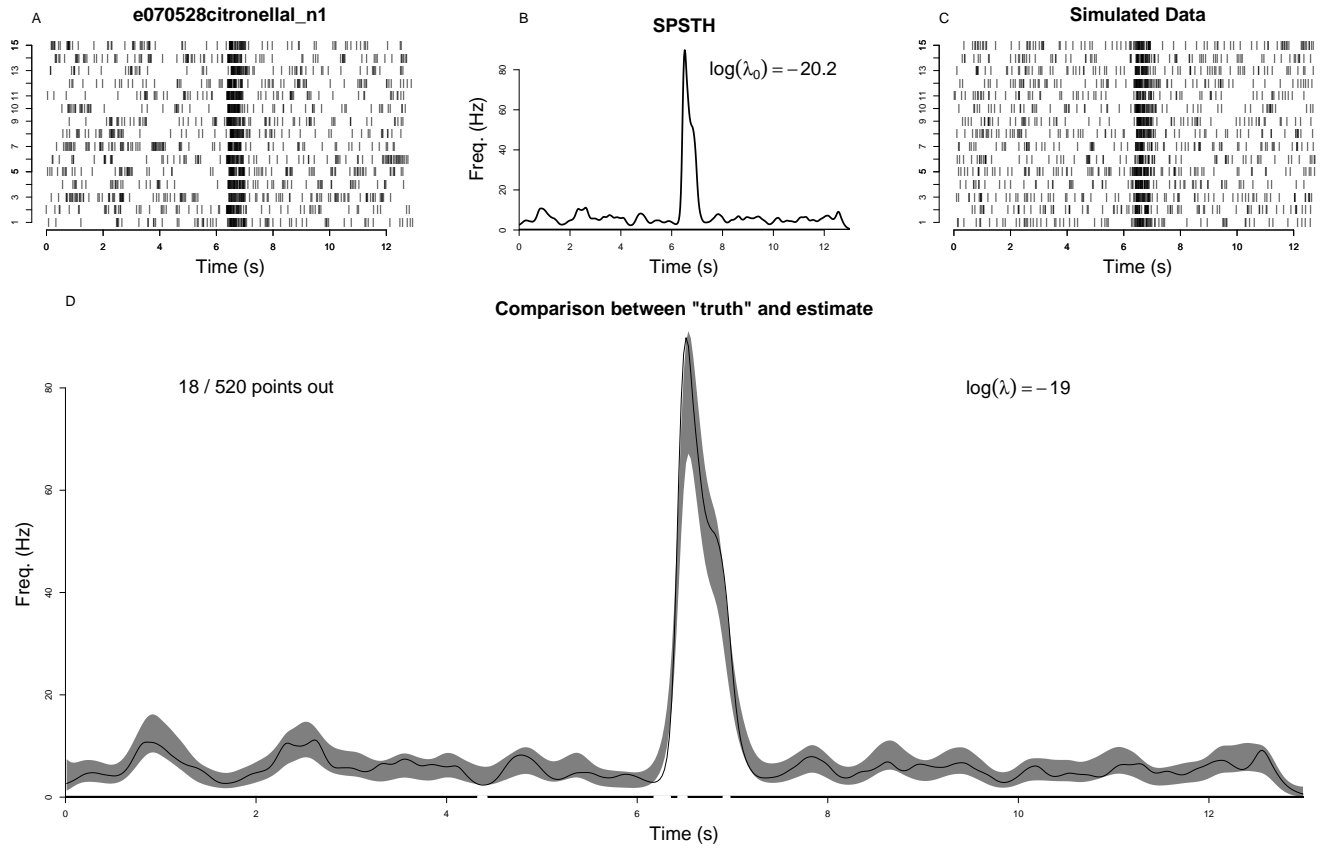 A
e070528citronellal_n1
1 3 5 7 9 10 11 13 15
0 2 4 6 8 10 12
Time (s)
B
SPSTH
log(λ₀) = −20.2
Freq. (Hz)
0 20 40 60 80
0 2 4 6 8 10 12
Time (s)
C
Simulated Data
1 3 5 7 9 10 11 13 15
0 2 4 6 8 10 12
Time (s)
D
Comparison between "truth" and estimate
18 / 520 points out
log(λ) = −19
Freq. (Hz)
0 20 40 60 80
0 2 4 6 8 10 12
Time (s)